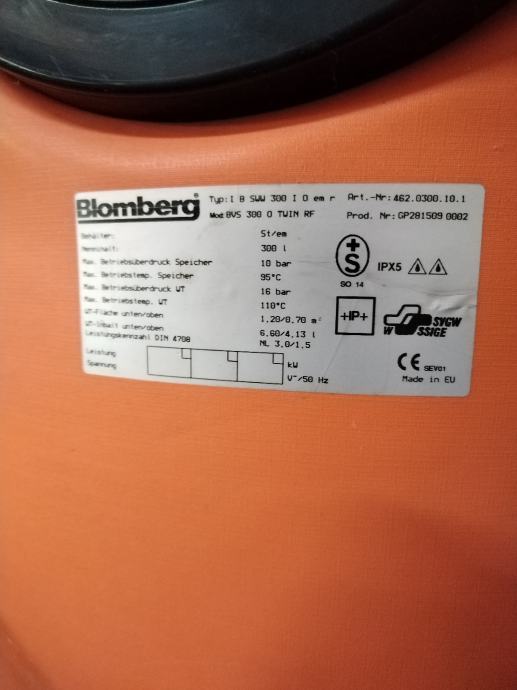 Blomberg®
Typ:I B SWW 300 I O em r Art.-Nr:462.0300.10.1
Mod:BVS 300 O TWIN RF Prod. Nr:GP281509 0002
Behälter: St/em
Nenninhalt: 300 l
Max. Betriebsüberdruck Speicher 10 bar
Max. Betriebstemp. Speicher 95°C
Max. Betriebsüberdruck WT 16 bar
Max. Betriebstemp. WT 110°C
WT-Fläche unten/oben 1.20/0.70 m²
WT-Inhalt unten/oben 6.60/4.13 l
Leistungskennzahl DIN 4708 NL 3.0/1.5
Leistung kW
Spannung V~/50 Hz
+S
SO 14
IPX5
+IP+
SVGW
W SSIGE
CE SEV01
Made in EU